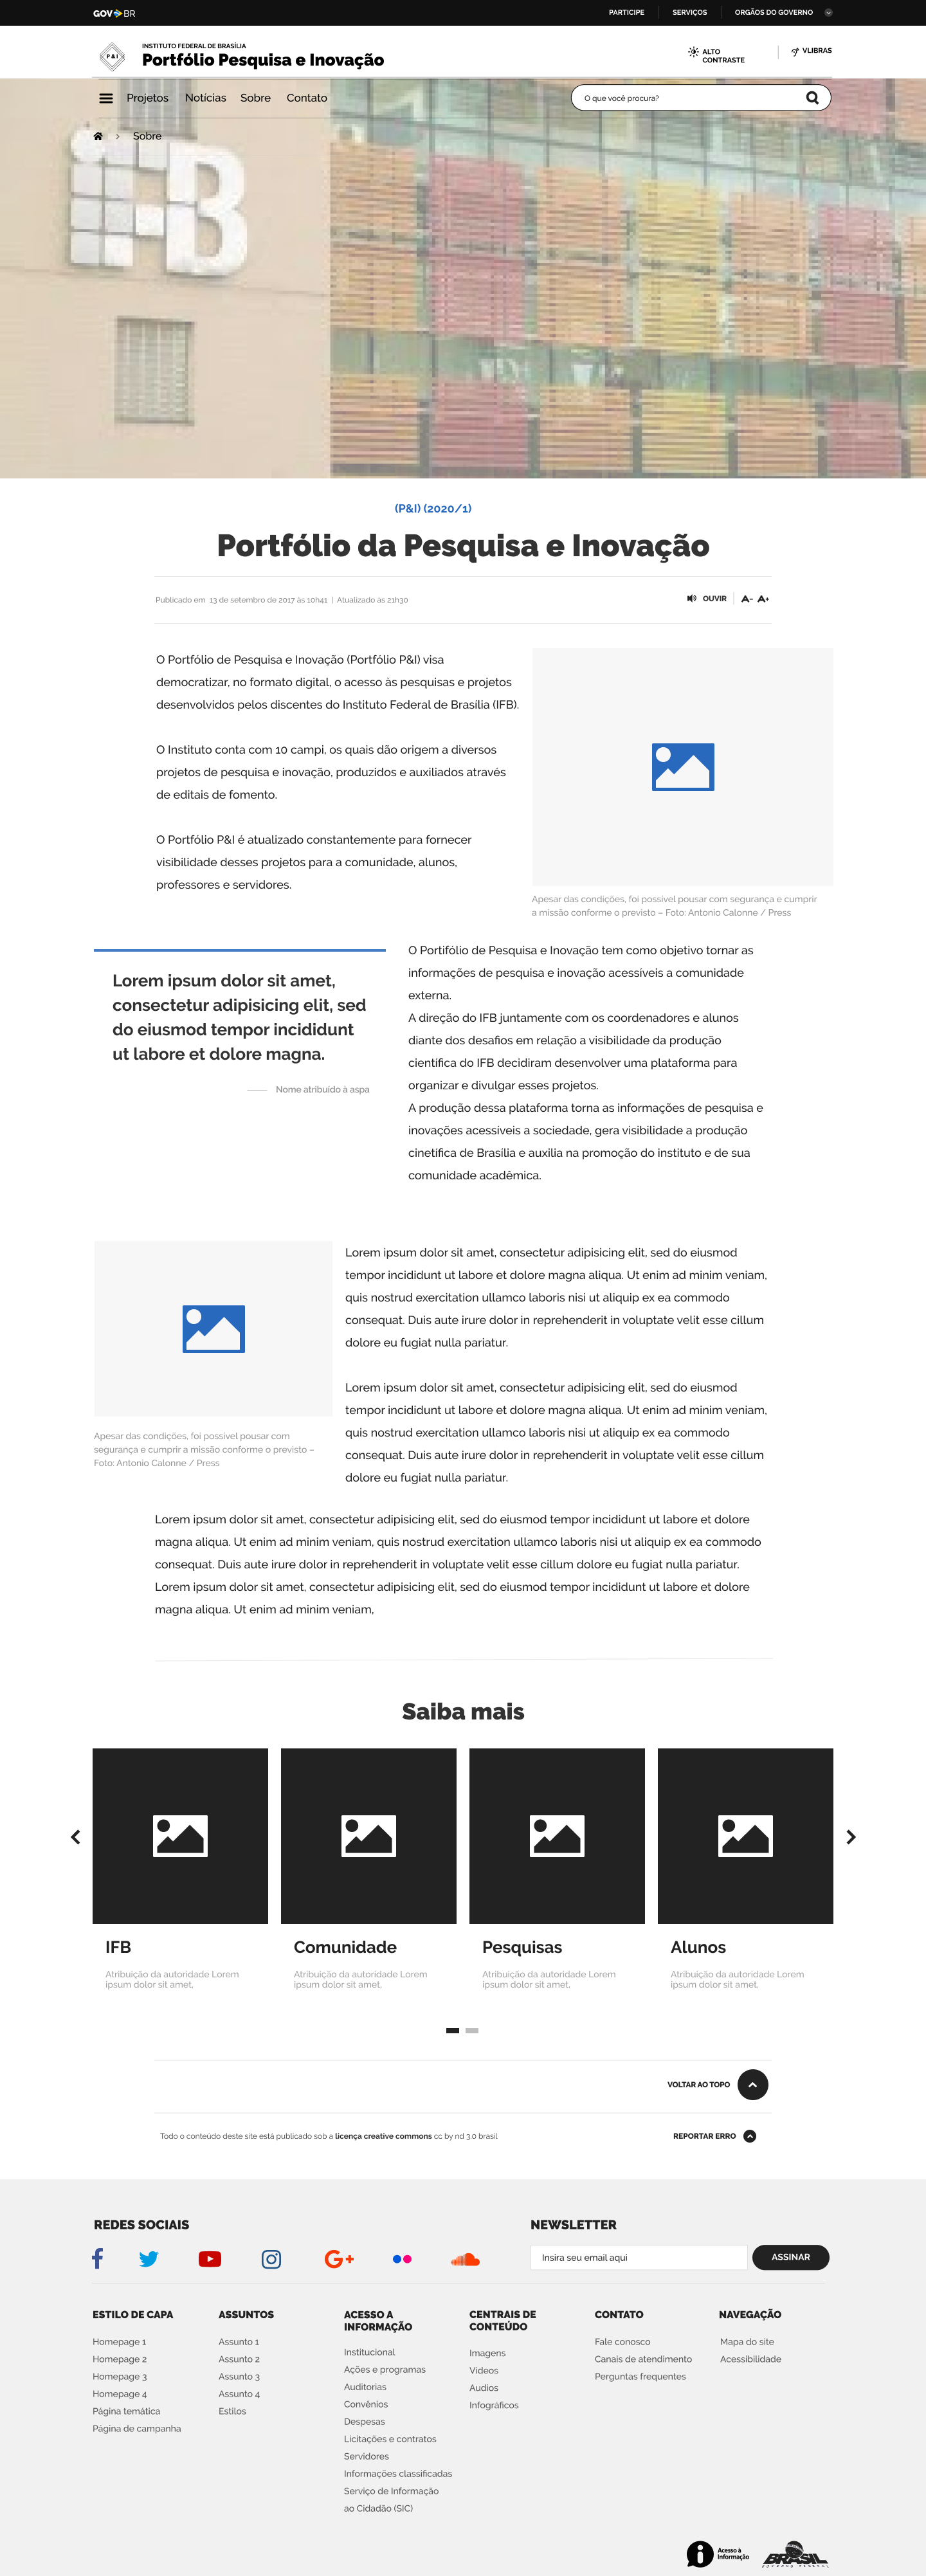 GOV BR
PARTICIPE
SERVIÇOS
ORGÃOS DO GOVERNO
P & I
INSTITUTO FEDERAL DE BRASÍLIA
Portfólio Pesquisa e Inovação
ALTO
CONTRASTE
VLIBRAS
Projetos
Notícias
Sobre
Contato
O que você procura?
Sobre
(P&I) (2020/1)
Portfólio da Pesquisa e Inovação
Publicado em 13 de setembro de 2017 às 10h41 | Atualizado às 21h30
OUVIR
A- A+
O Portfólio de Pesquisa e Inovação (Portfólio P&I) visa
democratizar, no formato digital, o acesso às pesquisas e projetos
desenvolvidos pelos discentes do Instituto Federal de Brasília (IFB).
O Instituto conta com 10 campi, os quais dão origem a diversos
projetos de pesquisa e inovação, produzidos e auxiliados através
de editais de fomento.
O Portfólio P&I é atualizado constantemente para fornecer
visibilidade desses projetos para a comunidade, alunos,
professores e servidores.
Apesar das condições, foi possível pousar com segurança e cumprir
a missão conforme o previsto – Foto: Antonio Calonne / Press
Lorem ipsum dolor sit amet,
consectetur adipisicing elit, sed
do eiusmod tempor incididunt
ut labore et dolore magna.
Nome atribuído à aspa
O Portifólio de Pesquisa e Inovação tem como objetivo tornar as
informações de pesquisa e inovação acessíveis a comunidade
externa.
A direção do IFB juntamente com os coordenadores e alunos
diante dos desafios em relação a visibilidade da produção
científica do IFB decidiram desenvolver uma plataforma para
organizar e divulgar esses projetos.
A produção dessa plataforma torna as informações de pesquisa e
inovações acessíveis a sociedade, gera visibilidade a produção
cinetífica de Brasília e auxilia na promoção do instituto e de sua
comunidade acadêmica.
Apesar das condições, foi possível pousar com
segurança e cumprir a missão conforme o previsto –
Foto: Antonio Calonne / Press
Lorem ipsum dolor sit amet, consectetur adipisicing elit, sed do eiusmod
tempor incididunt ut labore et dolore magna aliqua. Ut enim ad minim veniam,
quis nostrud exercitation ullamco laboris nisi ut aliquip ex ea commodo
consequat. Duis aute irure dolor in reprehenderit in voluptate velit esse cillum
dolore eu fugiat nulla pariatur.
Lorem ipsum dolor sit amet, consectetur adipisicing elit, sed do eiusmod
tempor incididunt ut labore et dolore magna aliqua. Ut enim ad minim veniam,
quis nostrud exercitation ullamco laboris nisi ut aliquip ex ea commodo
consequat. Duis aute irure dolor in reprehenderit in voluptate velit esse cillum
dolore eu fugiat nulla pariatur.
Lorem ipsum dolor sit amet, consectetur adipisicing elit, sed do eiusmod tempor incididunt ut labore et dolore
magna aliqua. Ut enim ad minim veniam, quis nostrud exercitation ullamco laboris nisi ut aliquip ex ea commodo
consequat. Duis aute irure dolor in reprehenderit in voluptate velit esse cillum dolore eu fugiat nulla pariatur.
Lorem ipsum dolor sit amet, consectetur adipisicing elit, sed do eiusmod tempor incididunt ut labore et dolore
magna aliqua. Ut enim ad minim veniam,
Saiba mais
IFB
Atribuição da autoridade Lorem
ipsum dolor sit amet,
Comunidade
Atribuição da autoridade Lorem
ipsum dolor sit amet,
Pesquisas
Atribuição da autoridade Lorem
ipsum dolor sit amet,
Alunos
Atribuição da autoridade Lorem
ipsum dolor sit amet,
VOLTAR AO TOPO
Todo o conteúdo deste site está publicado sob a licença creative commons cc by nd 3.0 brasil
REPORTAR ERRO
REDES SOCIAIS
NEWSLETTER
Insira seu email aqui
ASSINAR
ESTILO DE CAPA
Homepage 1
Homepage 2
Homepage 3
Homepage 4
Página temática
Página de campanha
ASSUNTOS
Assunto 1
Assunto 2
Assunto 3
Assunto 4
Estilos
ACESSO A
INFORMAÇÃO
Institucional
Ações e programas
Auditorias
Convênios
Despesas
Licitações e contratos
Servidores
Informações classificadas
Serviço de Informação
ao Cidadão (SIC)
CENTRAIS DE
CONTEÚDO
Imagens
Vídeos
Audios
Infográficos
CONTATO
Fale conosco
Canais de atendimento
Perguntas frequentes
NAVEGAÇÃO
Mapa do site
Acessibilidade
Acesso à
Informação
BRASIL